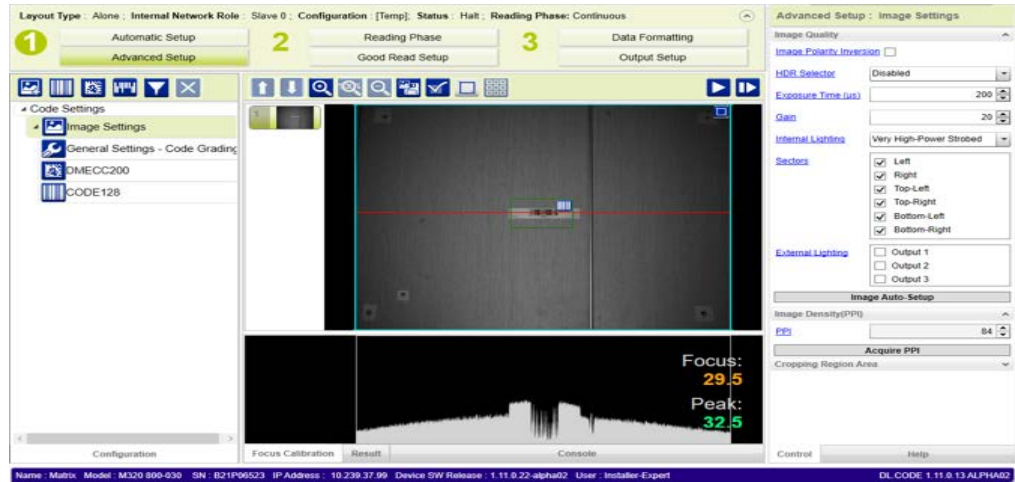 Layout Type : Alone ; Internal Network Role : Slave 0 ; Configuration : [Temp]; Status : Halt ; Reading Phase: Continuous
1
Automatic Setup
Advanced Setup
2
Reading Phase
Good Read Setup
3
Data Formatting
Output Setup
Code Settings
Image Settings
General Settings - Code Grading
DMECC200
CODE128
Configuration
1
Focus:
29.5
Peak:
32.5
Focus Calibration
Result
Console
Advanced Setup : Image Settings
Image Quality
Image Polarity Inversion
HDR Selector Disabled
Exposure Time (us) 200
Gain 20
Internal Lighting Very High-Power Strobed
Sectors
Left
Right
Top-Left
Top-Right
Bottom-Left
Bottom-Right
External Lighting
Output 1
Output 2
Output 3
Image Auto-Setup
Image Density(PPI)
PPI 84
Acquire PPI
Cropping Region Area
Control
Help
Name : Matrix Model : M320 800-030 SN : B21P06523 IP Address : 10.239.37.99 Device SW Release : 1.11.0.22-alpha02 User : Installer-Expert
DL.CODE 1.11.0.13 ALPHA02